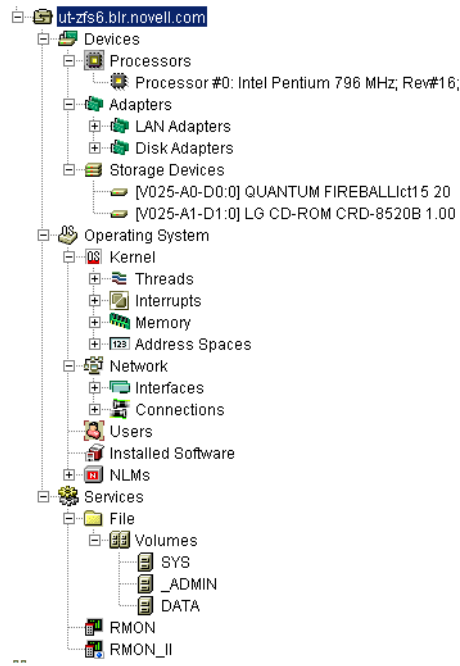 ut-zfs6.blr.novell.com
Devices
Processors
Processor #0: Intel Pentium 796 MHz; Rev#16;
Adapters
LAN Adapters
Disk Adapters
Storage Devices
[V025-A0-D0:0] QUANTUM FIREBALLlct15 20
[V025-A1-D1:0] LG CD-ROM CRD-8520B 1.00
Operating System
OS Kernel
Threads
Interrupts
Memory
123 Address Spaces
Network
Interfaces
Connections
Users
Installed Software
N NLMs
Services
File
Volumes
SYS
_ADMIN
DATA
RMON
RMON_II